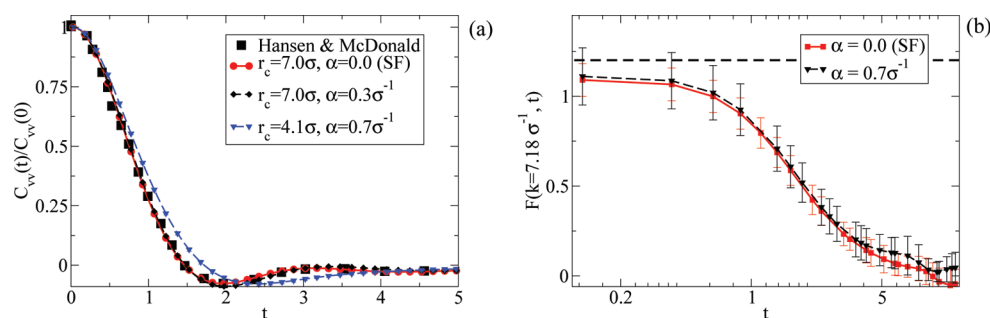 (a)
Hansen & McDonald
r_c=7.0σ, α=0.0 (SF)
r_c=7.0σ, α=0.3σ⁻¹
r_c=4.1σ, α=0.7σ⁻¹
C_vv(t)/C_vv(0)
1
0.75
0.5
0.25
0
0
1
2
3
4
5
t
(b)
α = 0.0 (SF)
α = 0.7σ⁻¹
F(k=7.18 σ⁻¹, t)
1
0.5
0
0.2
1
5
t